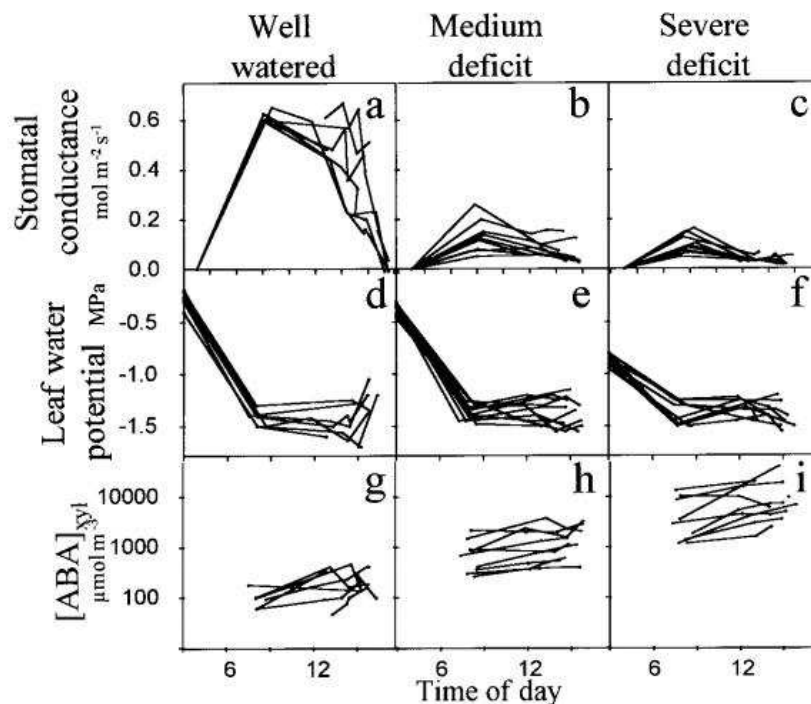 Well watered
Medium deficit
Severe deficit
Stomatal conductance
mol m⁻² s⁻¹
0.6
0.4
0.2
0.0
a
b
c
Leaf water potential MPa
-0.5
-1.0
-1.5
d
e
f
[ABA]xyl
µmol m⁻³
10000
1000
100
g
h
i
6 12 6 12 6 12
Time of day